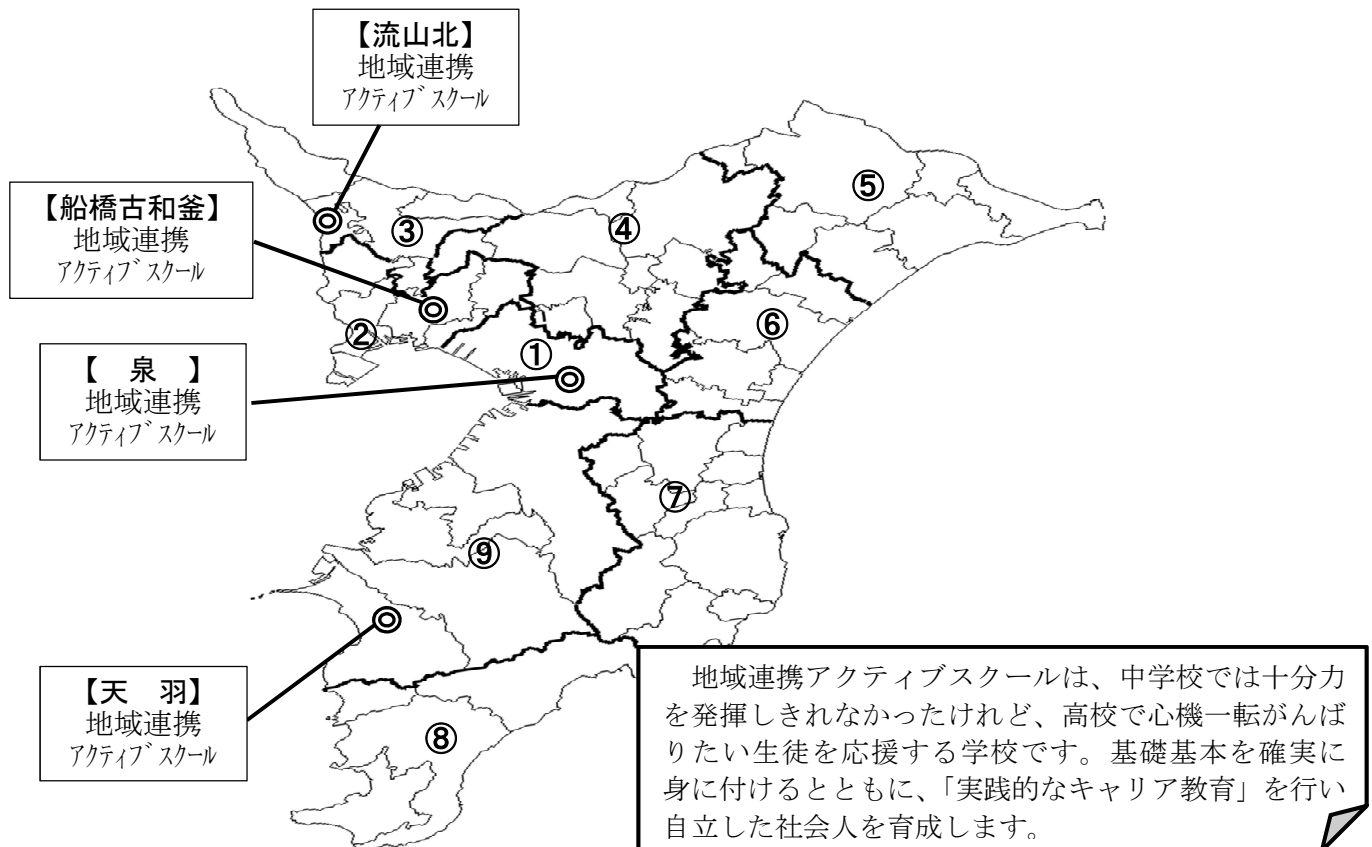 【流山北】
地域連携
ｱｸﾃｨﾌﾞｽｸｰﾙ
【船橋古和釜】
地域連携
ｱｸﾃｨﾌﾞｽｸｰﾙ
【　泉　】
地域連携
ｱｸﾃｨﾌﾞｽｸｰﾙ
【天　羽】
地域連携
ｱｸﾃｨﾌﾞｽｸｰﾙ
⑤
③
④
②
①
⑥
⑦
⑨
⑧
　地域連携アクティブスクールは、中学校では十分力
を発揮しきれなかったけれど、高校で心機一転がんば
りたい生徒を応援する学校です。基礎基本を確実に
身に付けるとともに、「実践的なキャリア教育」を行い
自立した社会人を育成します。